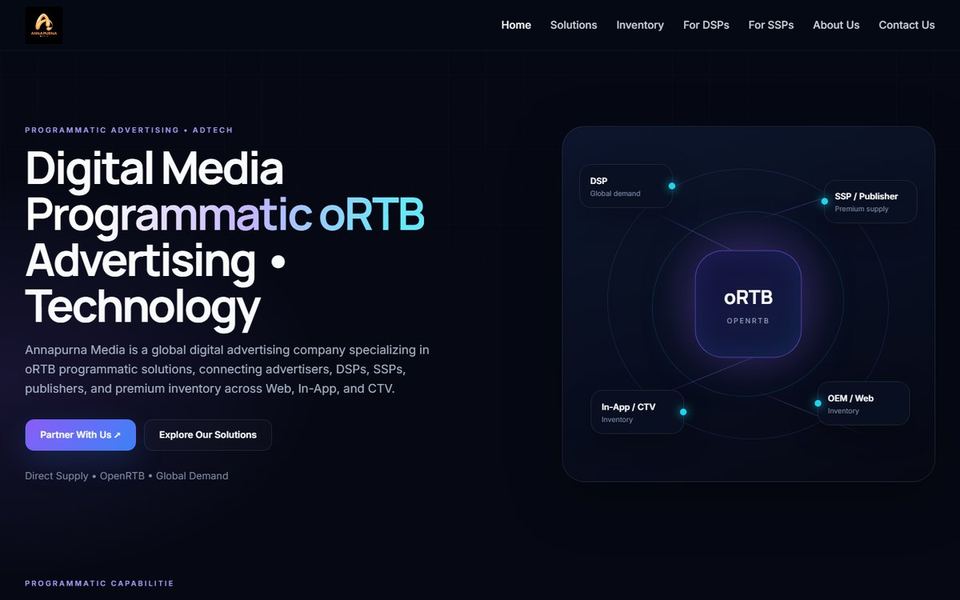 ANNAPURNA
Home Solutions Inventory For DSPs For SSPs About Us Contact Us
PROGRAMMATIC ADVERTISING • ADTECH
Digital Media
Programmatic oRTB
Advertising •
Technology
Annapurna Media is a global digital advertising company specializing in
oRTB programmatic solutions, connecting advertisers, DSPs, SSPs,
publishers, and premium inventory across Web, In-App, and CTV.
Partner With Us ↗ Explore Our Solutions
Direct Supply • OpenRTB • Global Demand
DSP
Global demand
SSP / Publisher
Premium supply
oRTB
OPENRTB
In-App / CTV
Inventory
OEM / Web
Inventory
PROGRAMMATIC CAPABILITIE